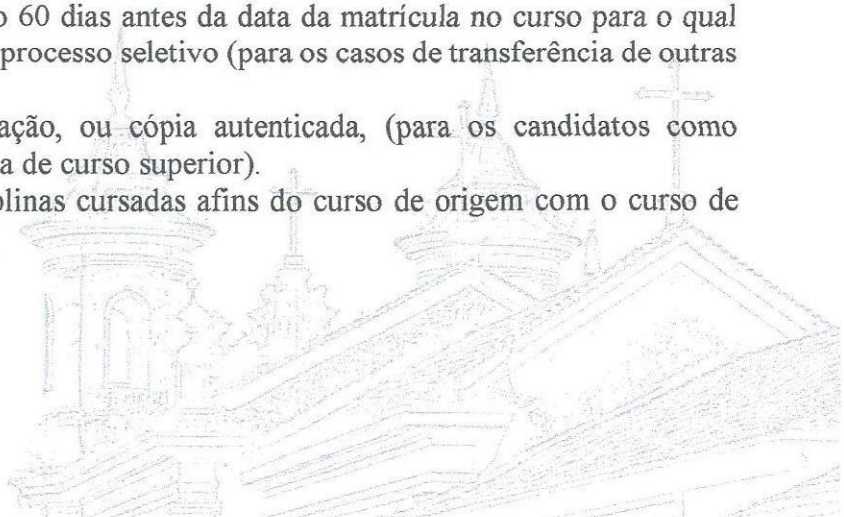 o 60 dias antes da data da matrícula no curso para o qual
processo seletivo (para os casos de transferência de outras
ação, ou cópia autenticada, (para os candidatos como
a de curso superior).
plinas cursadas afins do curso de origem com o curso de